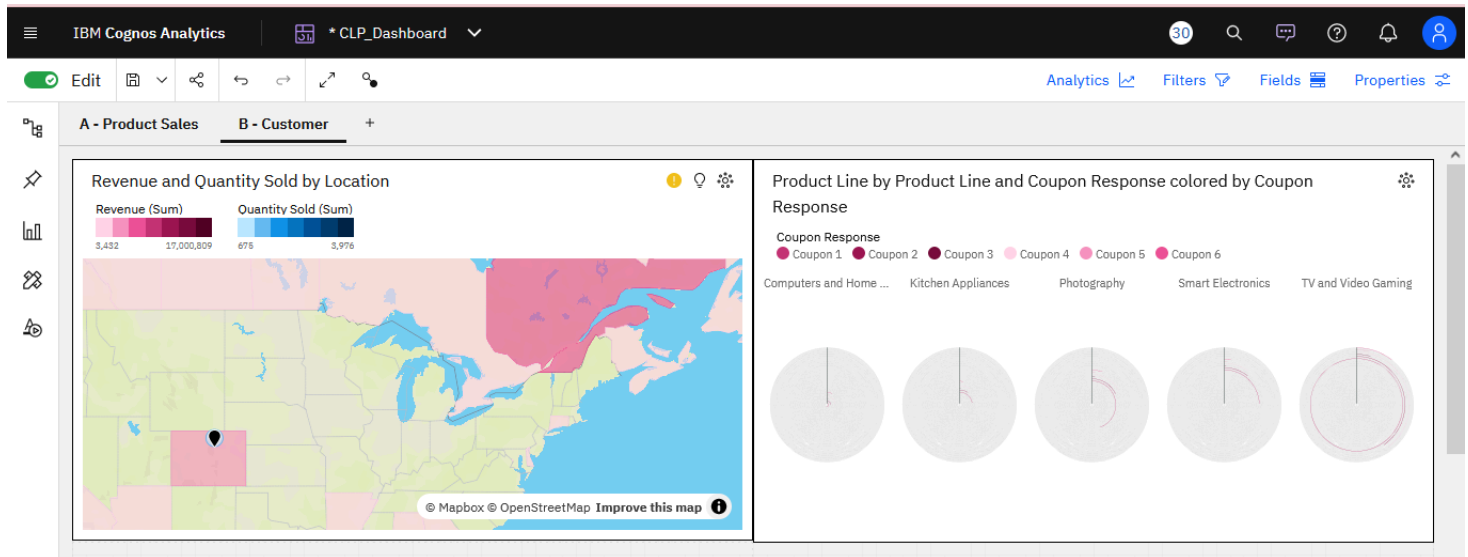 IBM Cognos Analytics
* CLP_Dashboard
30
Edit
Analytics
Filters
Fields
Properties
A - Product Sales
B - Customer
+
Revenue and Quantity Sold by Location
Revenue (Sum)
Quantity Sold (Sum)
3,432 17,000,809
675 3,976
© Mapbox © OpenStreetMap Improve this map
Product Line by Product Line and Coupon Response colored by Coupon
Response
Coupon Response
Coupon 1 Coupon 2 Coupon 3 Coupon 4 Coupon 5 Coupon 6
Computers and Home ... Kitchen Appliances Photography Smart Electronics TV and Video Gaming